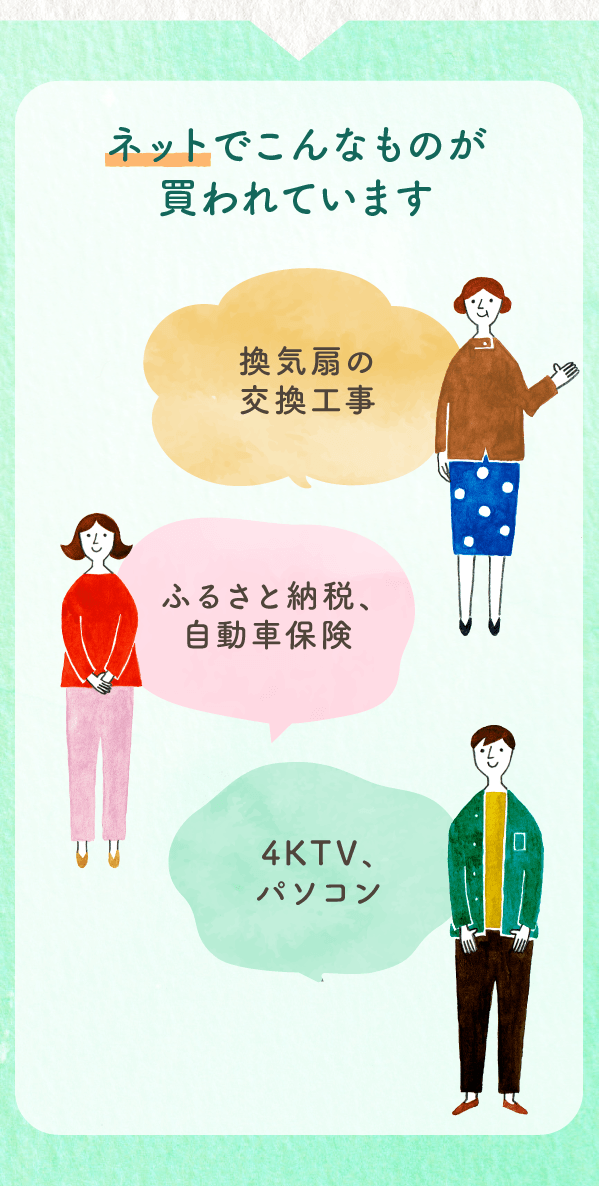 ネットでこんなものが
買われています
換気扇の
交換工事
ふるさと納税、
自動車保険
4KTV、
パソコン